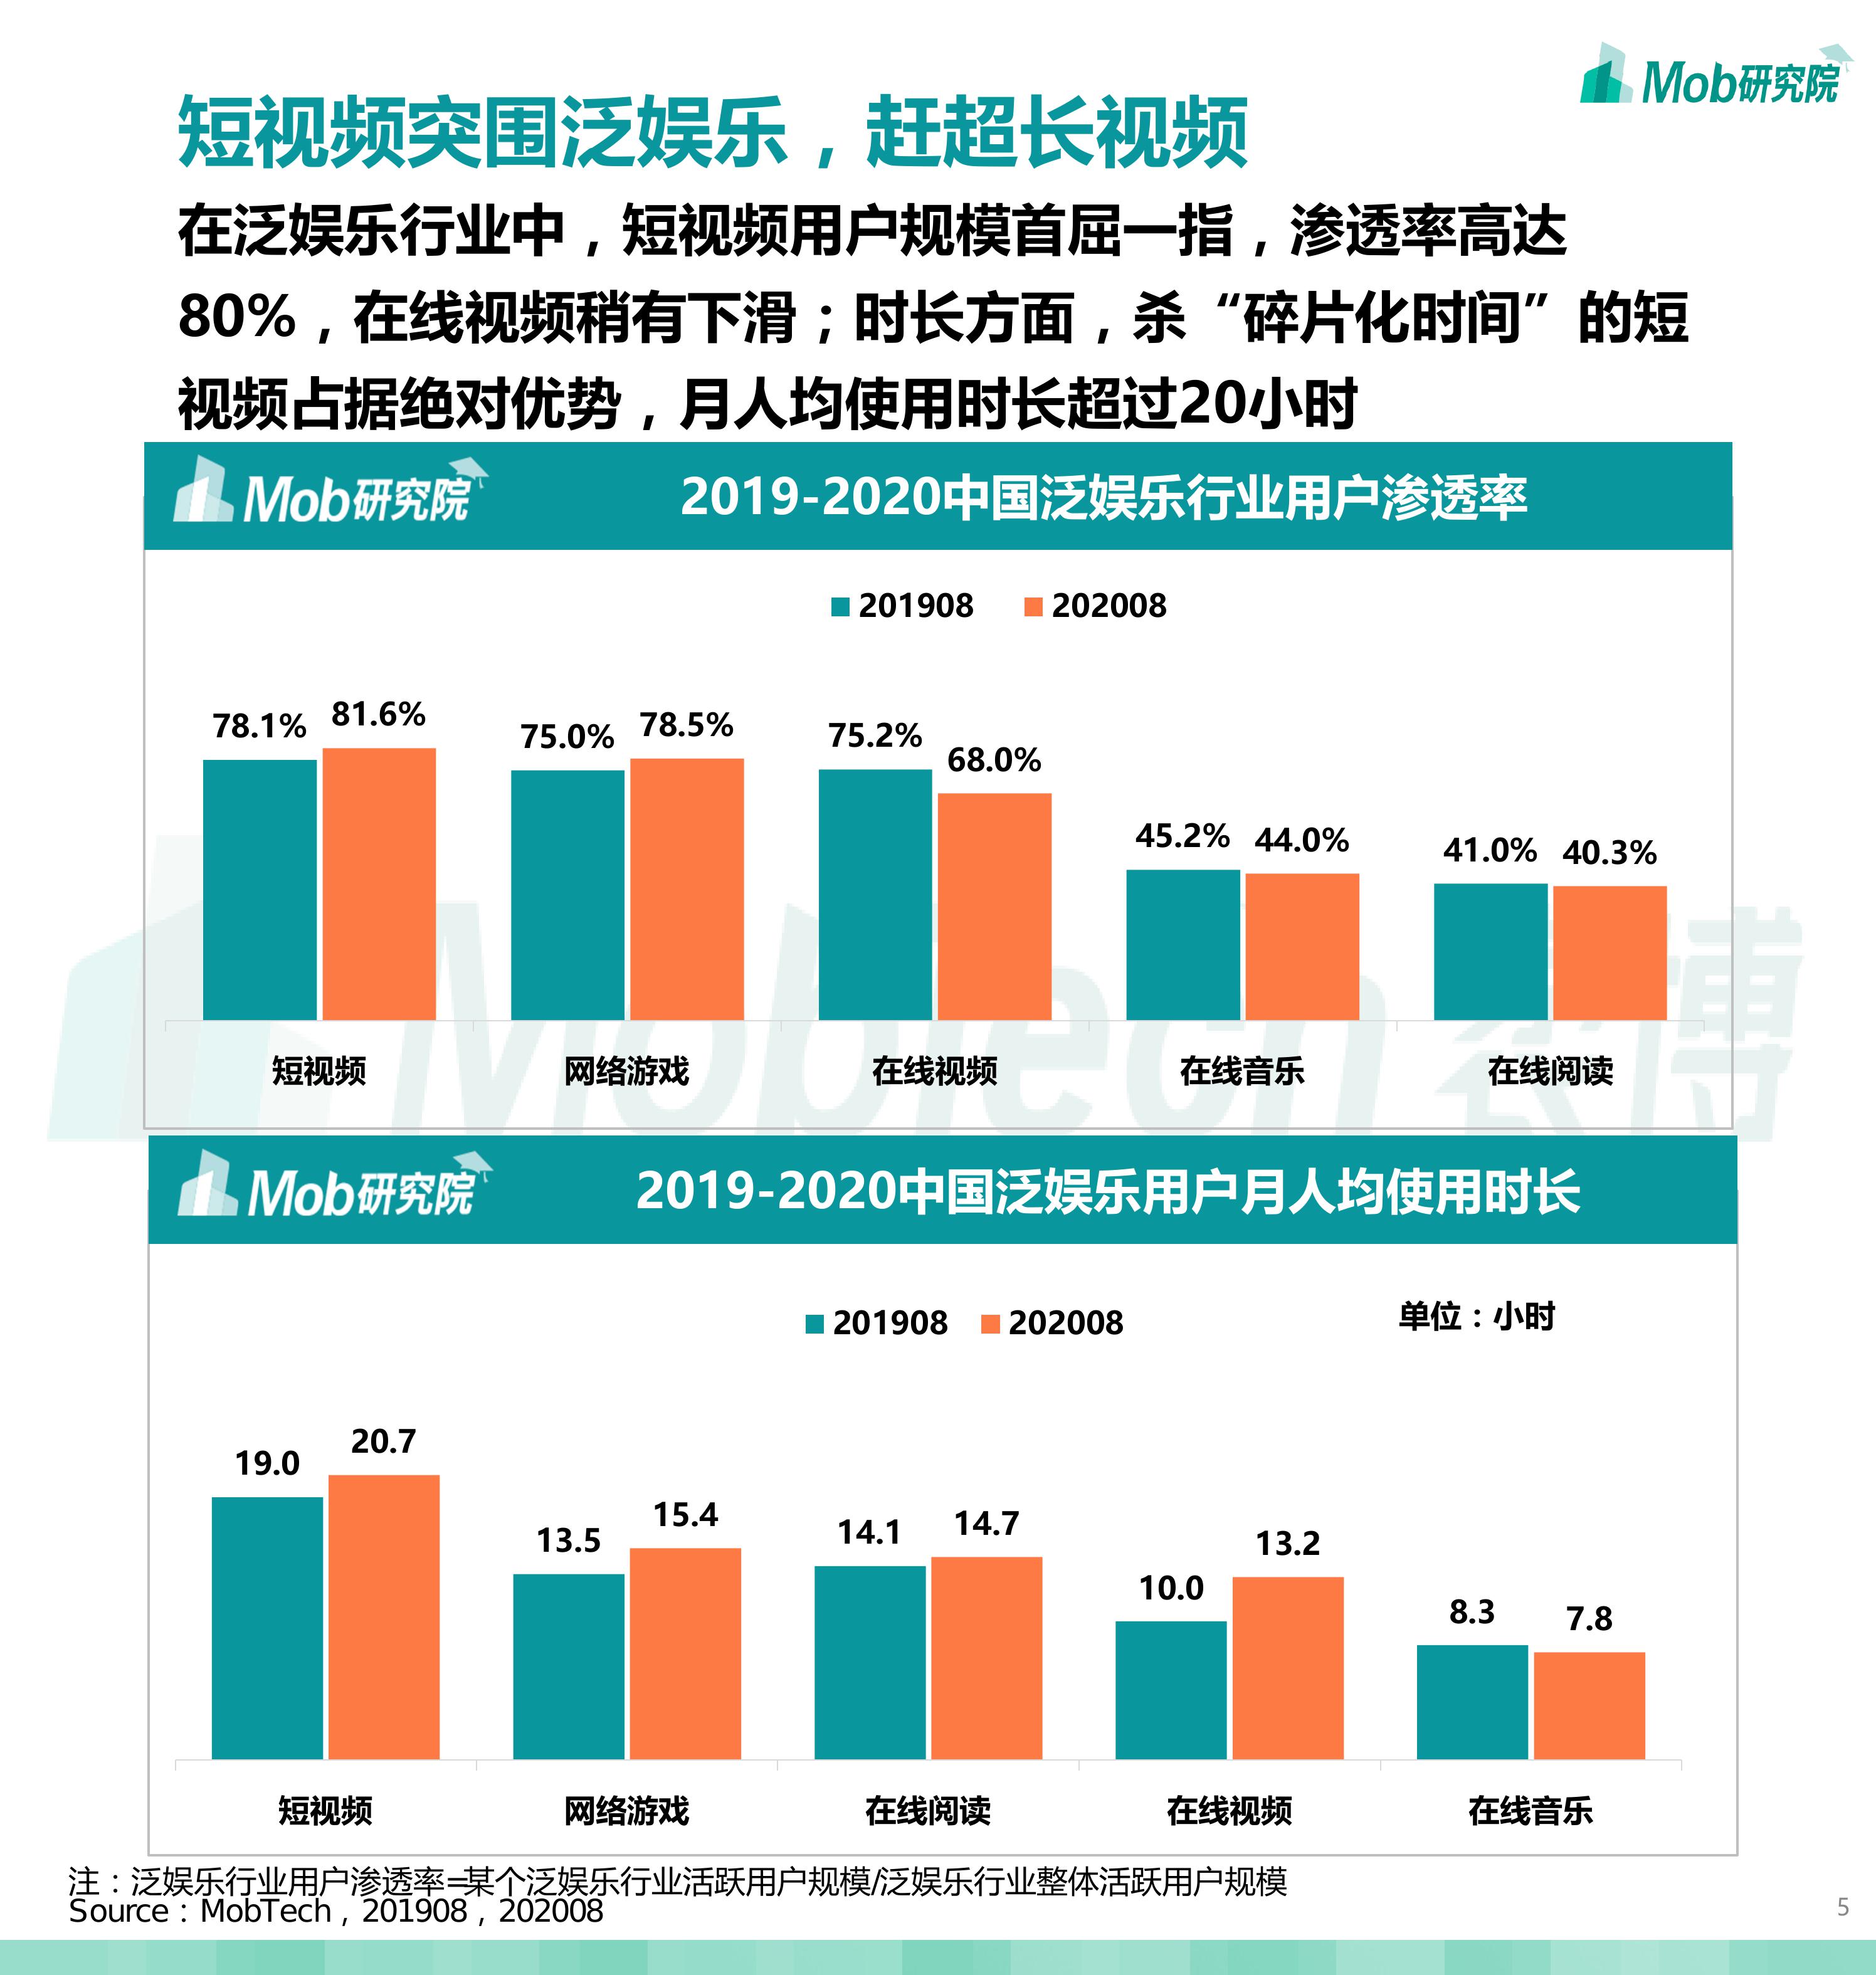 Mob研究院
短视频突围泛娱乐，赶超长视频
在泛娱乐行业中，短视频用户规模首屈一指，渗透率高达
80%，在线视频稍有下滑；时长方面，杀“碎片化时间”的短
视频占据绝对优势，月人均使用时长超过20小时
Mob研究院
2019-2020中国泛娱乐行业用户渗透率
201908 202008
78.1% 81.6% 75.0% 78.5% 75.2% 68.0% 45.2% 44.0% 41.0% 40.3%
短视频 网络游戏 在线视频 在线音乐 在线阅读
MobTech 袤博
Mob研究院
2019-2020中国泛娱乐用户月人均使用时长
201908 202008 单位：小时
19.0 20.7 13.5 15.4 14.1 14.7 10.0 13.2 8.3 7.8
短视频 网络游戏 在线阅读 在线视频 在线音乐
注：泛娱乐行业用户渗透率=某个泛娱乐行业活跃用户规模/泛娱乐行业整体活跃用户规模
Source：MobTech，201908，202008
5